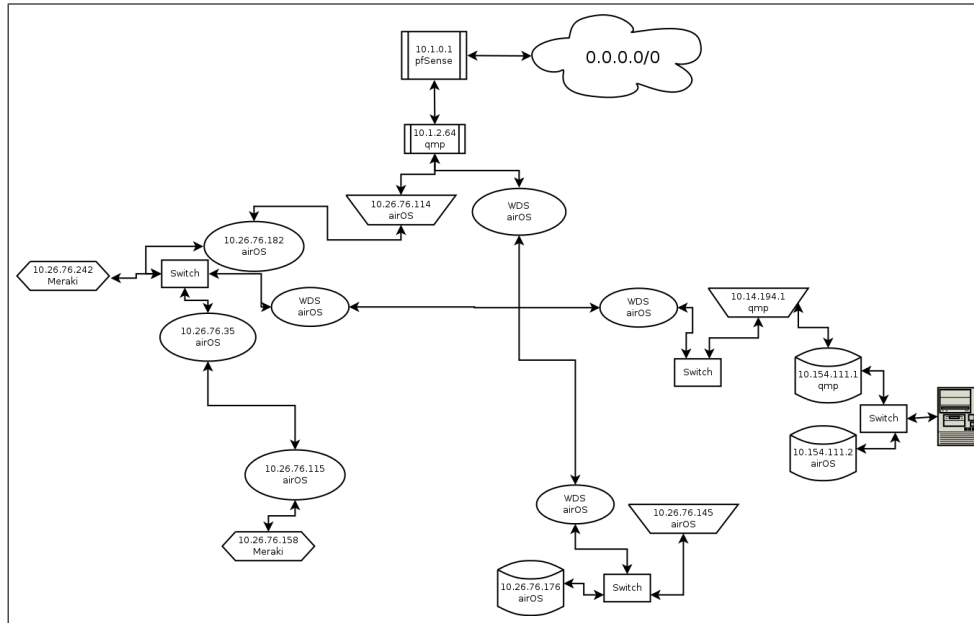 10.1.0.1
pfSense
0.0.0.0/0
10.1.2.64
qmp
10.26.76.114
airOS
WDS
airOS
10.26.76.182
airOS
10.26.76.242
Meraki
Switch
WDS
airOS
WDS
airOS
10.14.194.1
qmp
10.26.76.35
airOS
Switch
10.154.111.1
qmp
Switch
10.154.111.2
airOS
10.26.76.115
airOS
WDS
airOS
10.26.76.145
airOS
10.26.76.158
Meraki
10.26.76.176
airOS
Switch